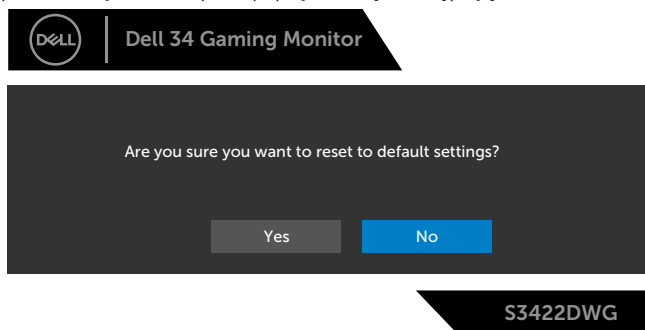 DELL
Dell 34 Gaming Monitor
Are you sure you want to reset to default settings?
Yes
No
S3422DWG